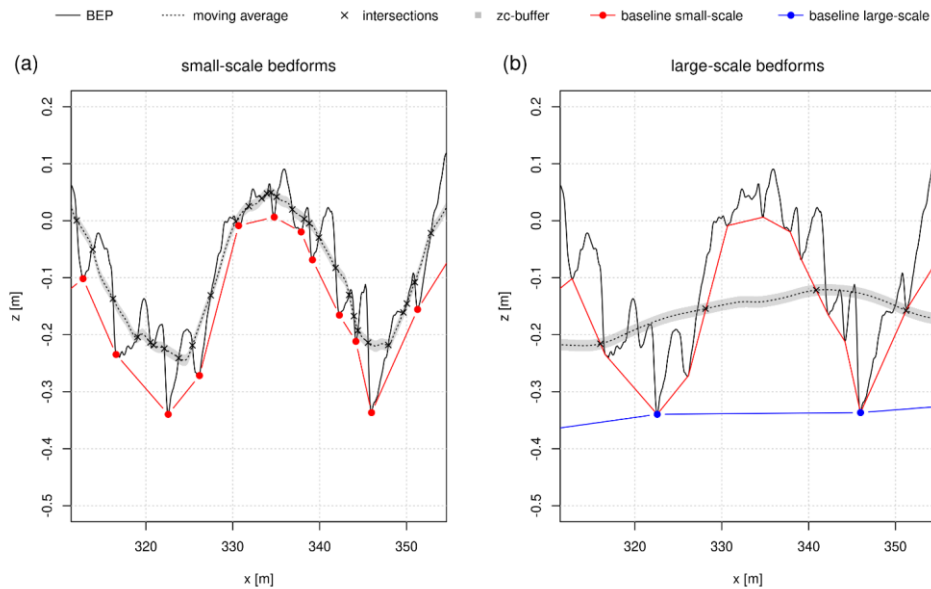 BEP moving average intersections zc-buffer baseline small-scale baseline large-scale
(a) small-scale bedforms
0.2
0.1
0.0
-0.1
-0.2
-0.3
-0.4
-0.5
z [m]
320 330 340 350
x [m]
(b) large-scale bedforms
0.2
0.1
0.0
-0.1
-0.2
-0.3
-0.4
-0.5
z [m]
320 330 340 350
x [m]